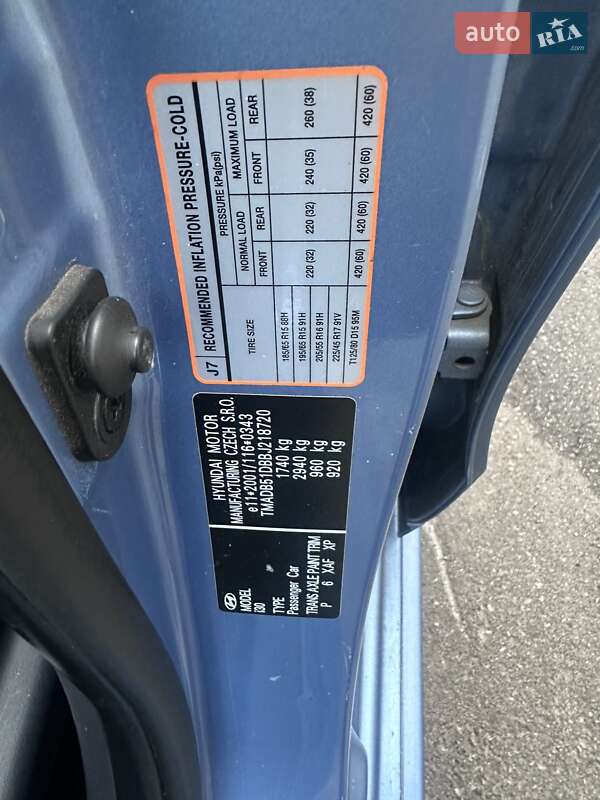 auto RIA.com
J7 RECOMMENDED INFLATION PRESSURE-COLD
TIRE SIZE PRESSURE kPa(psi)
NORMAL LOAD MAXIMUM LOAD
FRONT REAR FRONT REAR
185/65 R15 88H
195/65 R15 91H
205/55 R16 91H
225/45 R17 91V
220 (32) 220 (32) 240 (35) 260 (38)
T125/80 D15 95M 420 (60) 420 (60) 420 (60) 420 (60)
HYUNDAI MOTOR
MANUFACTURING CZECH S.R.O.
e11*2001/116*0343
TMADB51DBBJ218720
1740 kg
2940 kg
960 kg
920 kg
MODEL
i30
TYPE
Passenger Car
TRANS AXLE PAINT TRIM
P 6 XAF XP